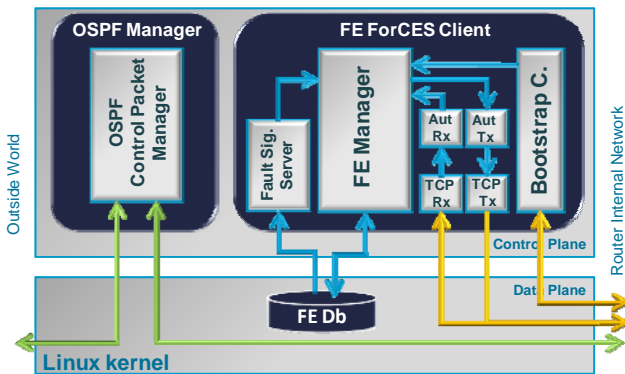 OSPF Manager
FE ForCES Client
OSPF
Control Packet
Manager
Fault Sig.
Server
FE Manager
Aut
Rx
Aut
Tx
TCP
Rx
TCP
Tx
Bootstrap C.
Outside World
Router Internal Network
Control Plane
Data Plane
FE Db
Linux kernel